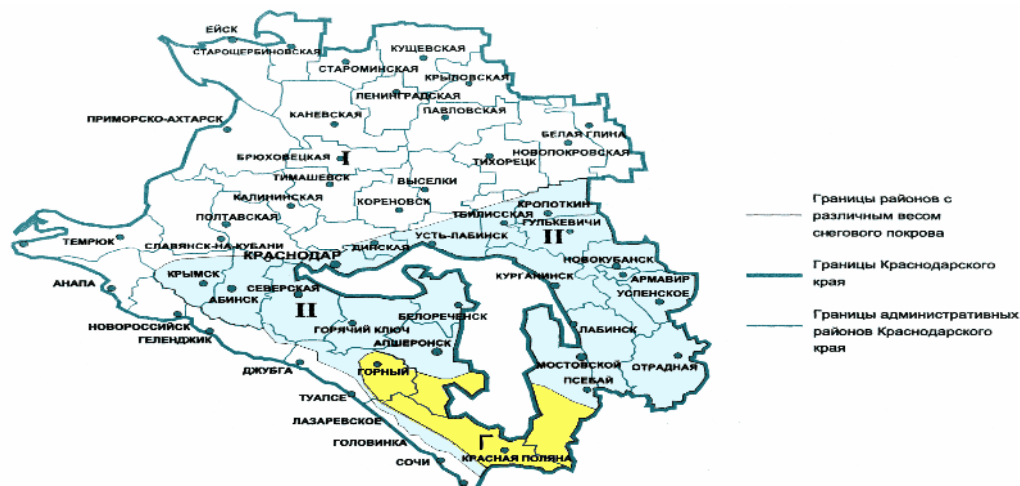 ЕЙСК
СТАРОЩЕРБИНОВСКАЯ
КУЩЕВСКАЯ
СТАРОМИНСКАЯ
КРЫЛОВСКАЯ
ЛЕНИНГРАДСКАЯ
КАНЕВСКАЯ
ПАВЛОВСКАЯ
ПРИМОРСКО-АХТАРСК
БЕЛАЯ ГЛИНА
НОВОПОКРОВСКАЯ
БРЮХОВЕЦКАЯ
I
ТИХОРЕЦК
ТИМАШЕВСК
ВЫСЕЛКИ
КАЛИНИНСКАЯ
КОРЕНОВСК
КРОПОТКИН
ПОЛТАВСКАЯ
ТБИЛИССКАЯ
ГУЛЬКЕВИЧИ
УСТЬ-ЛАБИНСК
II
ТЕМРЮК
СЛАВЯНСК-НА-КУБАНИ
ДИНСКАЯ
КРАСНОДАР
НОВОКУБАНСК
КРЫМСК
КУРГАНИНСК
АРМАВИР
АНАПА
АБИНСК
СЕВЕРСКАЯ
УСПЕНСКОЕ
II
БЕЛОРЕЧЕНСК
НОВОРОССИЙСК
ГОРЯЧИЙ КЛЮЧ
ЛАБИНСК
ГЕЛЕНДЖИК
АПШЕРОНСК
ДЖУБГА
ГОРНЫЙ
МОСТОВСКОЙ
ОТРАДНАЯ
ПСЕБАЙ
ТУАПСЕ
ЛАЗАРЕВСКОЕ
ГОЛОВИНКА
Г
КРАСНАЯ ПОЛЯНА
СОЧИ
Границы районов с
различным весом
снегового покрова
Границы Краснодарского
края
Границы административных
районов Краснодарского
края